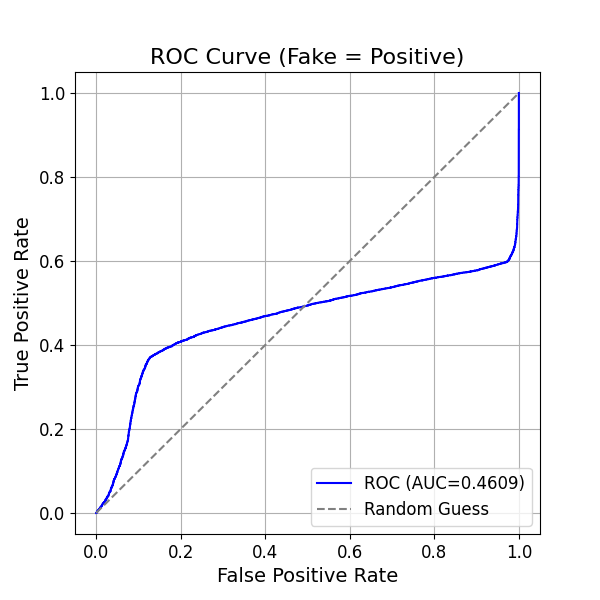 ROC Curve (Fake = Positive)
1.0
0.8
0.6
0.4
0.2
0.0
True Positive Rate
ROC (AUC=0.4609)
Random Guess
0.0 0.2 0.4 0.6 0.8 1.0
False Positive Rate